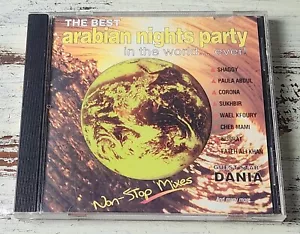 THE BEST
arabian nights party
in the world... ever!
SHAGGY
PAULA ABDUL
CORONA
SUKHBIR
WAEL KFOURY
CHEB MAMI
FATEH ALI KHAN
DANIA
Non-Stop Mixes
And many more...